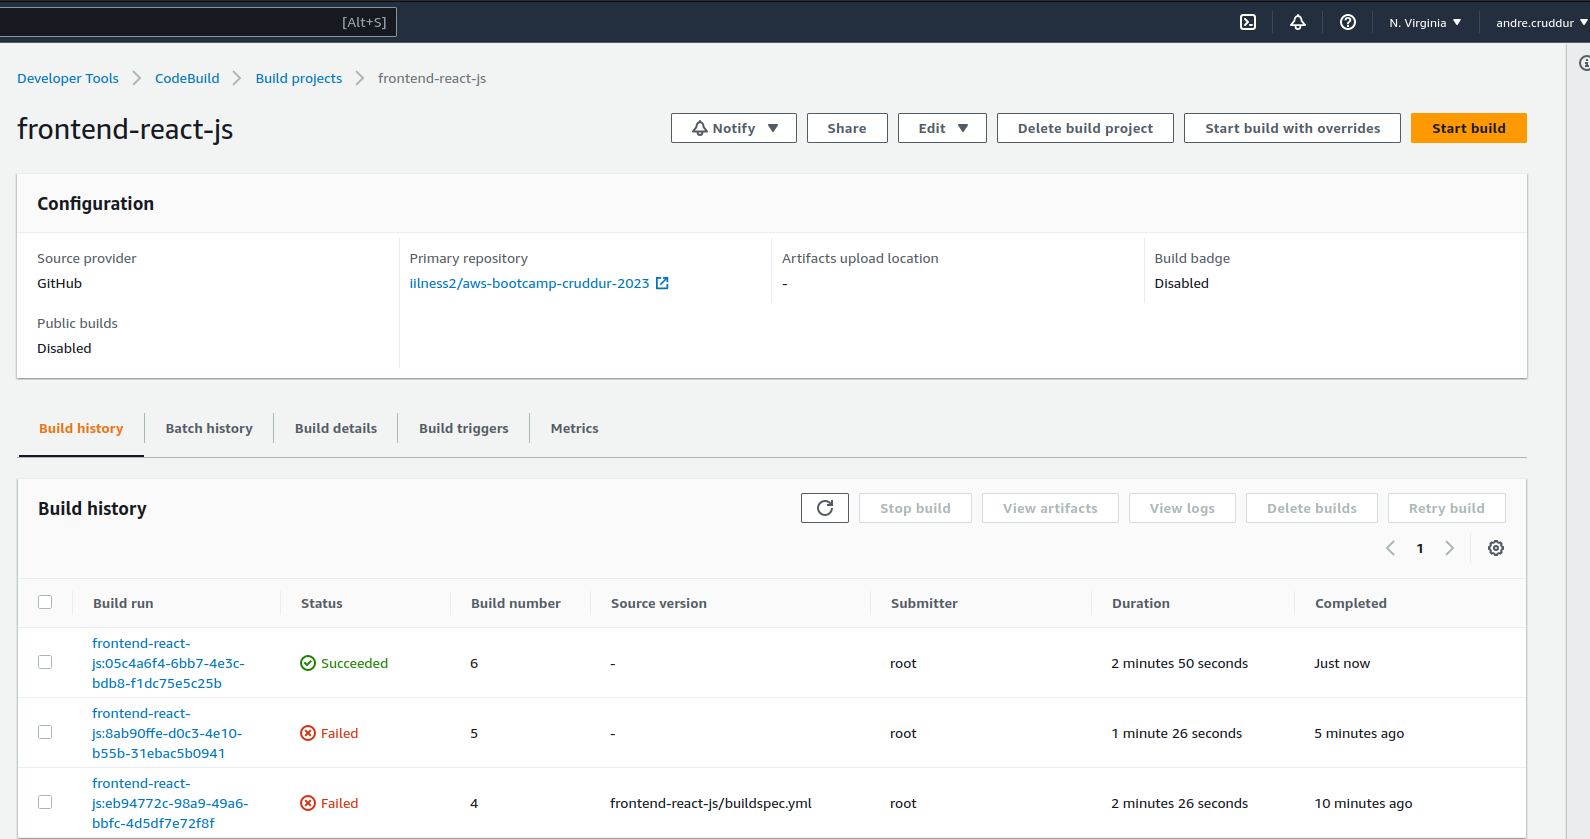 [Alt+S]
N. Virginia
andre.cruddur
Developer Tools
CodeBuild
Build projects
frontend-react-js
frontend-react-js
Notify
Share
Edit
Delete build project
Start build with overrides
Start build
Configuration
Source provider
GitHub
Primary repository
iilness2/aws-bootcamp-cruddur-2023
Artifacts upload location
-
Build badge
Disabled
Public builds
Disabled
Build history
Batch history
Build details
Build triggers
Metrics
Build history
Stop build
View artifacts
View logs
Delete builds
Retry build
1
Build run
Status
Build number
Source version
Submitter
Duration
Completed
frontend-react-
js:05c4a6f4-6bb7-4e3c-
bdb8-f1dc75e5c25b
Succeeded
6
-
root
2 minutes 50 seconds
Just now
frontend-react-
js:8ab90ffe-d0c3-4e10-
b55b-31ebac5b0941
Failed
5
-
root
1 minute 26 seconds
5 minutes ago
frontend-react-
js:eb94772c-98a9-49a6-
bbfc-4d5df7e72f8f
Failed
4
frontend-react-js/buildspec.yml
root
2 minutes 26 seconds
10 minutes ago